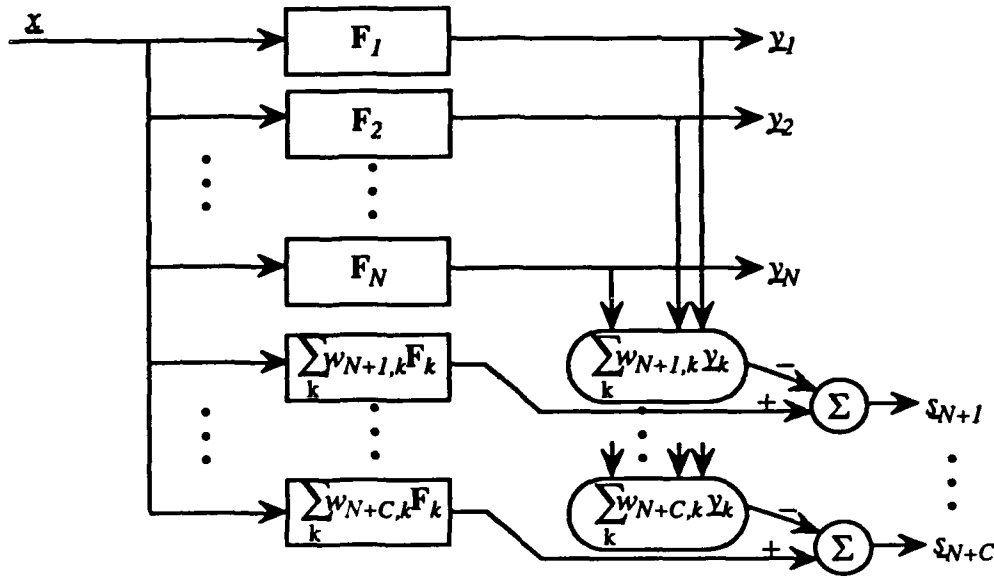 x
F1
y1
F2
y2
FN
yN
∑k wN+1,k Fk
∑k wN+1,k yk
−
+
Σ
sN+1
∑k wN+C,k Fk
∑k wN+C,k yk
−
+
Σ
sN+C